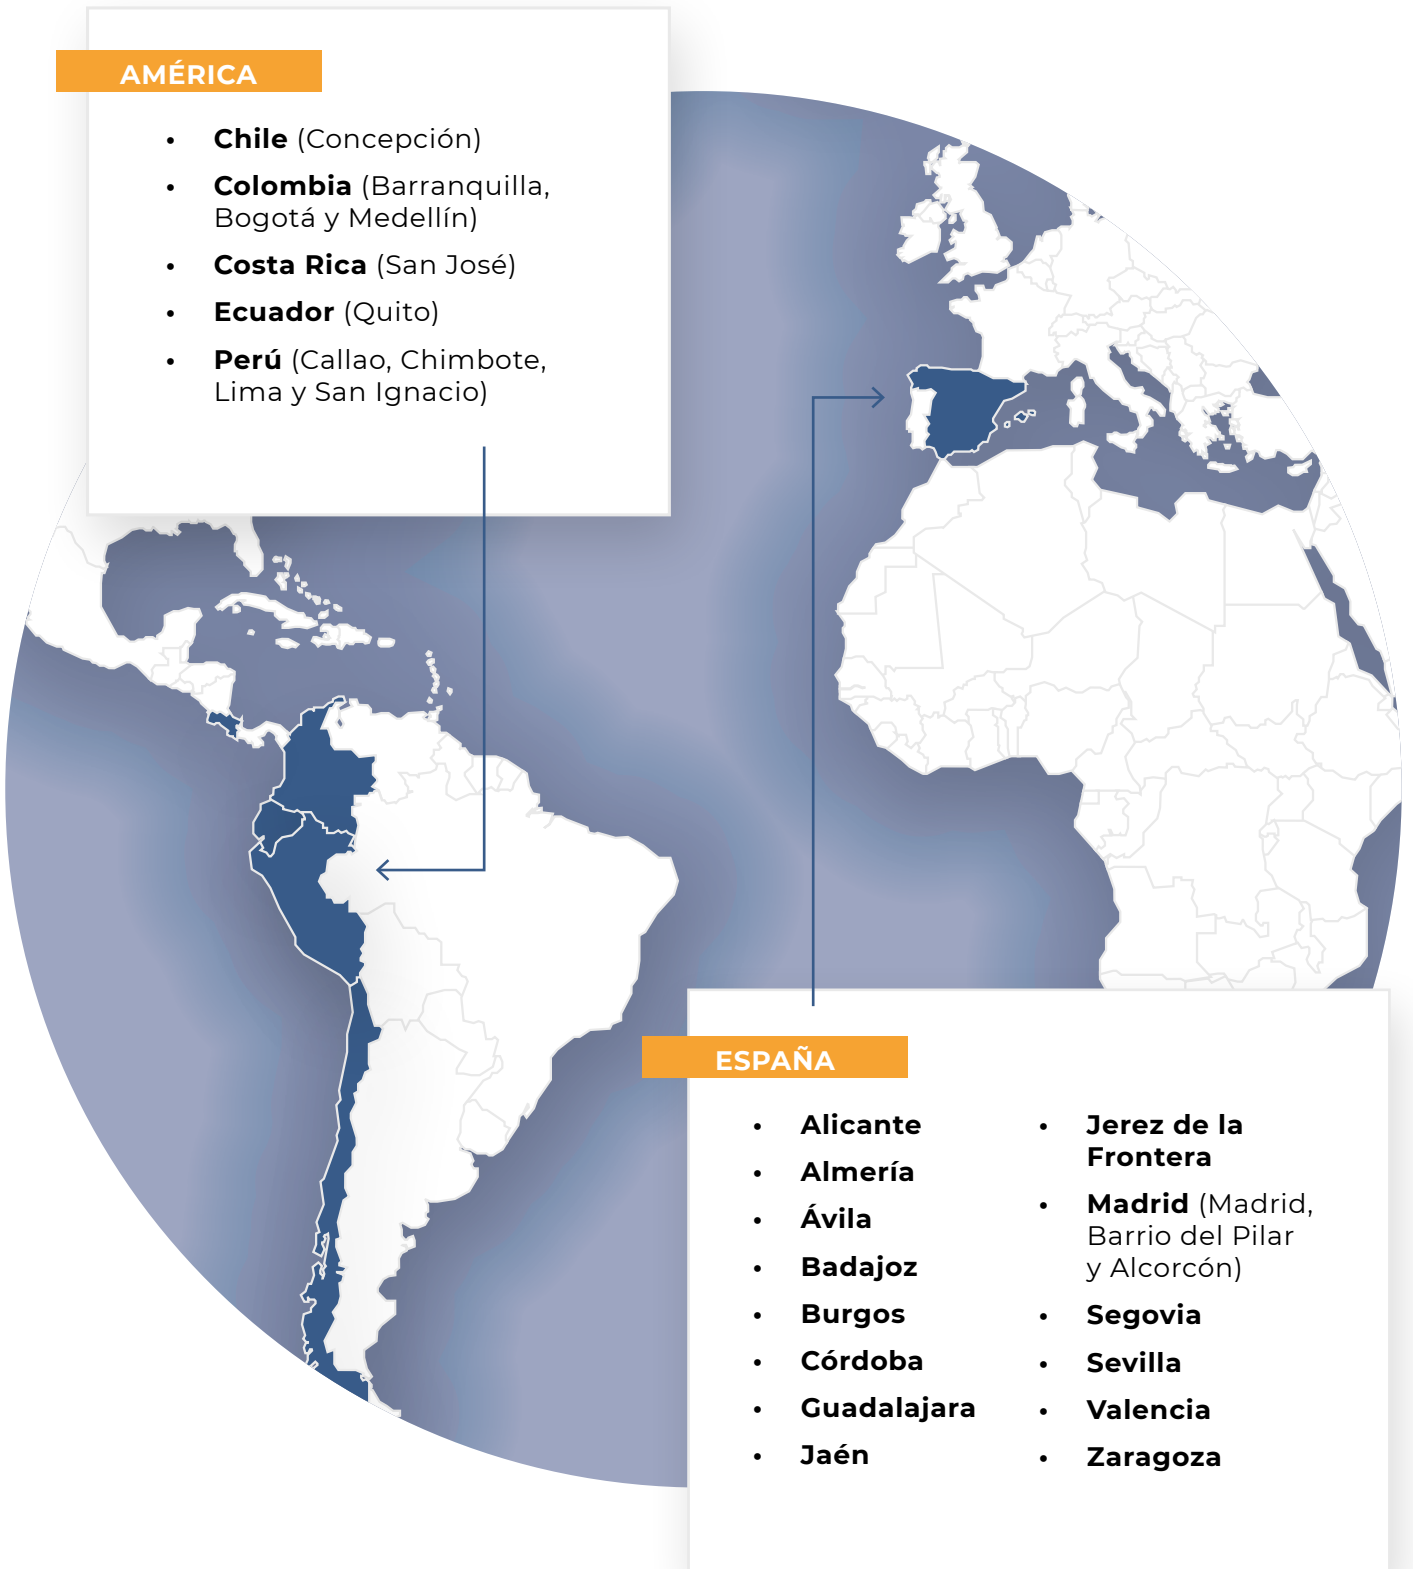 AMÉRICA
• Chile (Concepción)
• Colombia (Barranquilla,
Bogotá y Medellín)
• Costa Rica (San José)
• Ecuador (Quito)
• Perú (Callao, Chimbote,
Lima y San Ignacio)
ESPAÑA
• Alicante
• Almería
• Ávila
• Badajoz
• Burgos
• Córdoba
• Guadalajara
• Jaén
• Jerez de la
Frontera
• Madrid (Madrid,
Barrio del Pilar
y Alcorcón)
• Segovia
• Sevilla
• Valencia
• Zaragoza